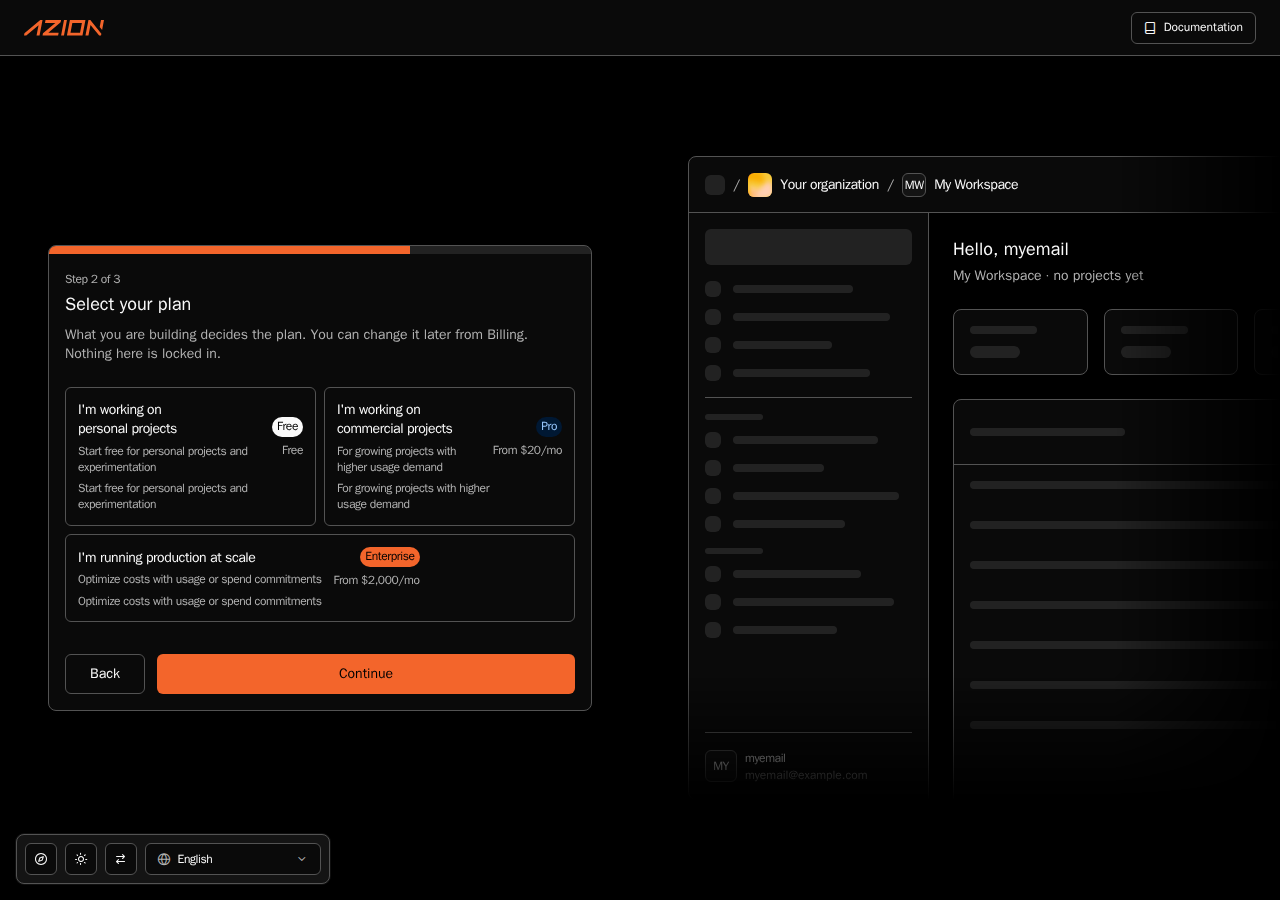 AZION
Documentation
Step 2 of 3
Select your plan
What you are building decides the plan. You can change it later from Billing.
Nothing here is locked in.
I'm working on
personal projects
Free
Start free for personal projects and
experimentation
Free
Start free for personal projects and
experimentation
I'm working on
commercial projects
Pro
For growing projects with
higher usage demand
From $20/mo
For growing projects with higher
usage demand
I'm running production at scale
Enterprise
Optimize costs with usage or spend commitments
From $2,000/mo
Optimize costs with usage or spend commitments
Back
Continue
/ Your organization / MW My Workspace
Hello, myemail
My Workspace · no projects yet
MY
myemail
myemail@example.com
English